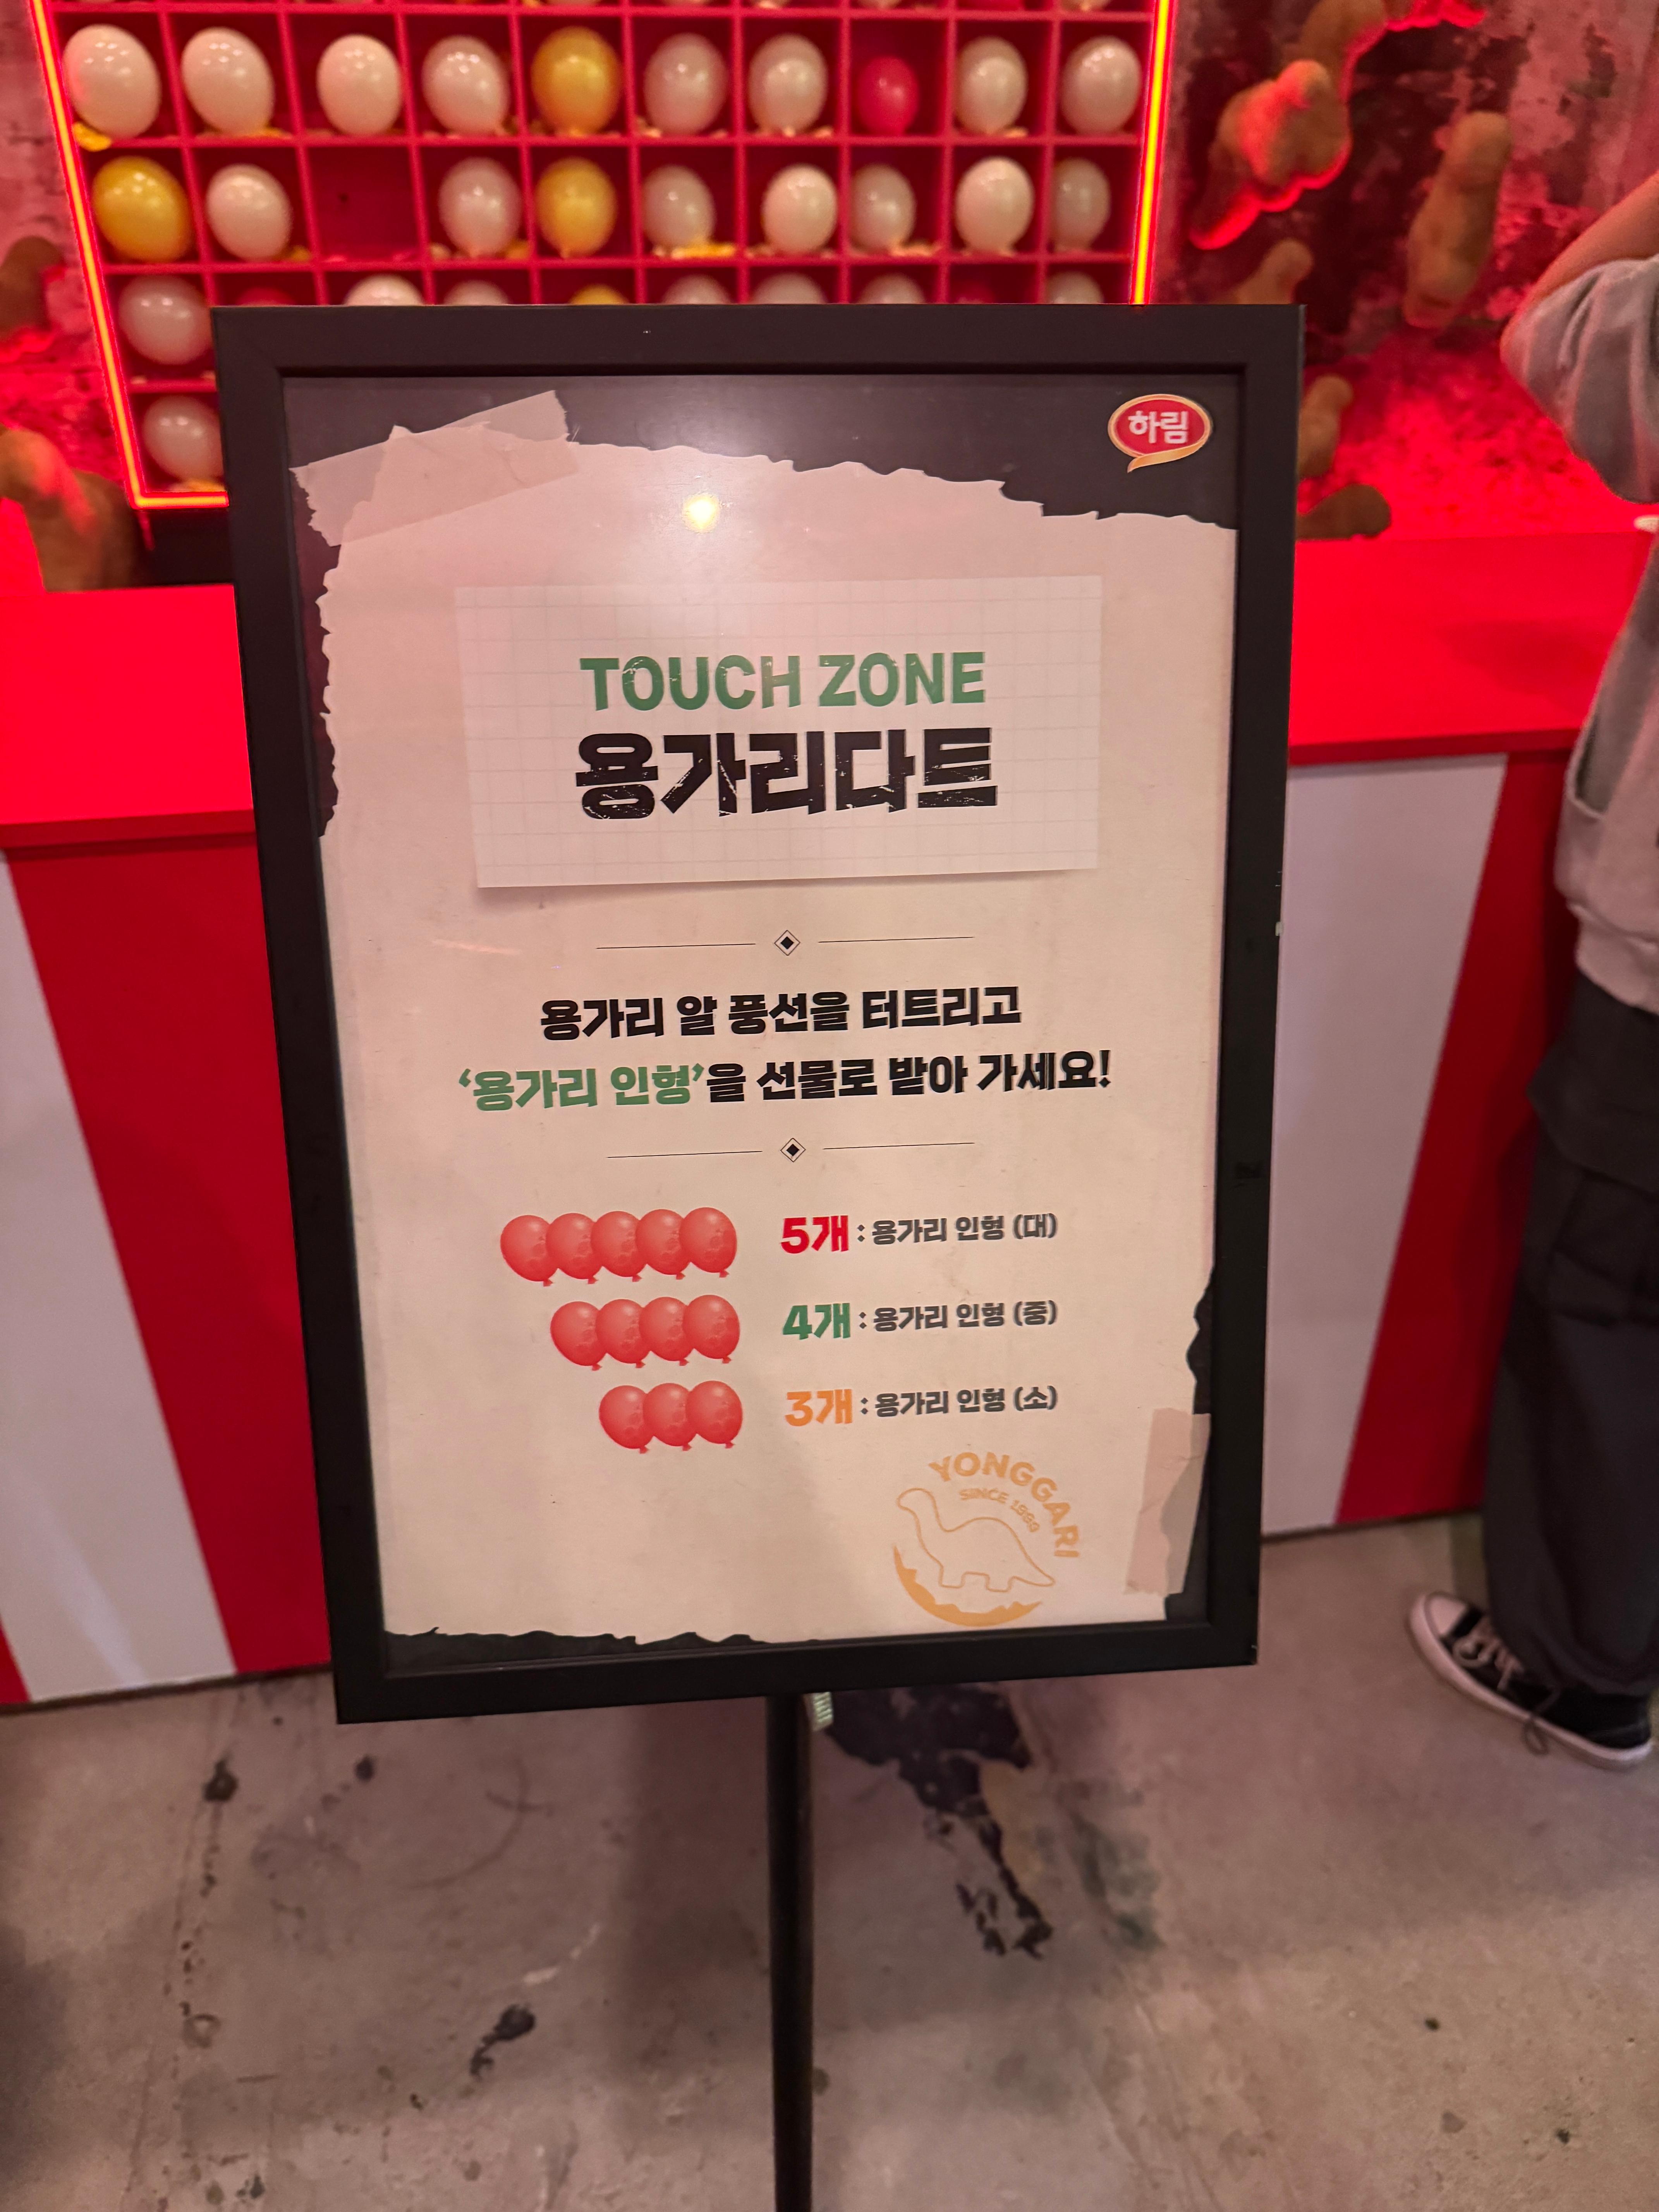 하림
TOUCH ZONE
용가리다트
용가리 알 풍선을 터트리고
‘용가리 인형’을 선물로 받아 가세요!
5개 : 용가리 인형 (대)
4개 : 용가리 인형 (중)
3개 : 용가리 인형 (소)
YONGGARI
SINCE 1999